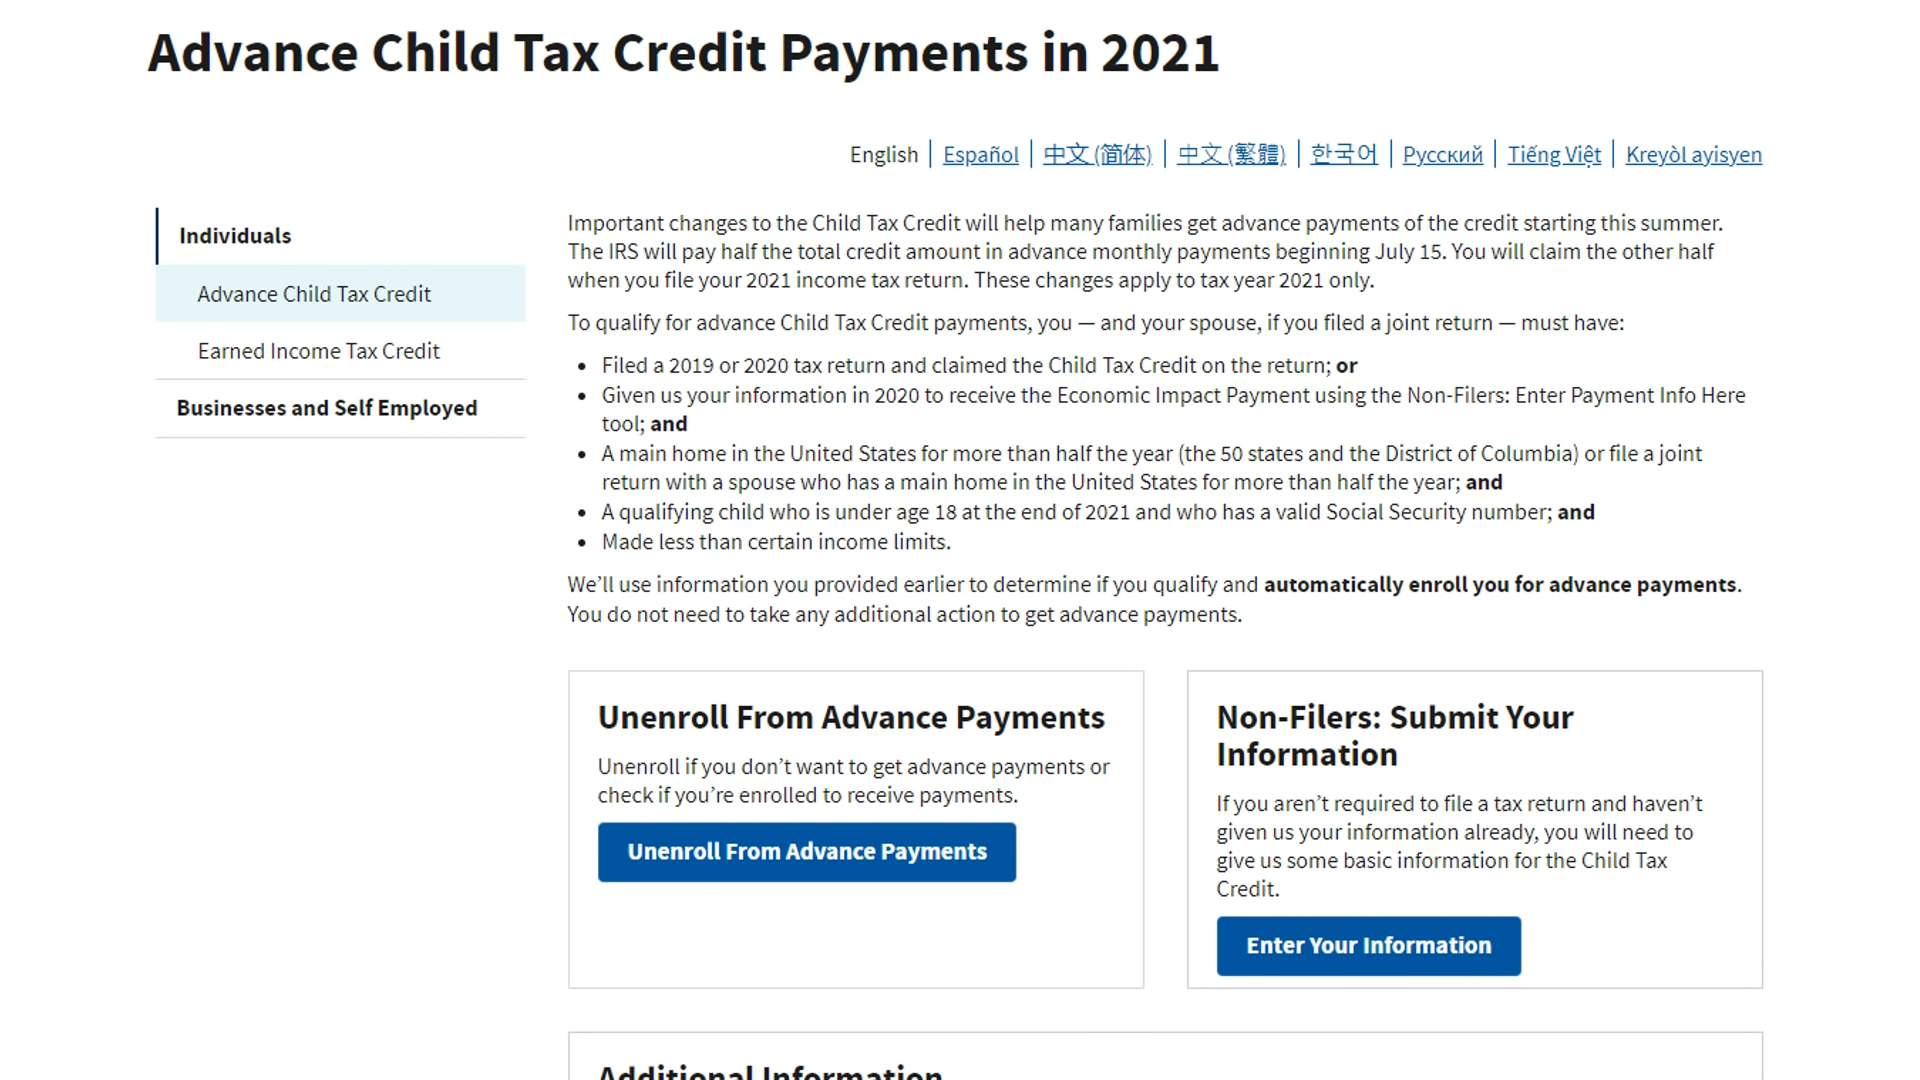 Advance Child Tax Credit Payments in 2021
English | Español | 中文 (简体) | 中文 (繁體) | 한국어 | Русский | Tiếng Việt | Kreyòl ayisyen
Individuals
Advance Child Tax Credit
Earned Income Tax Credit
Businesses and Self Employed
Important changes to the Child Tax Credit will help many families get advance payments of the credit starting this summer.
The IRS will pay half the total credit amount in advance monthly payments beginning July 15. You will claim the other half
when you file your 2021 income tax return. These changes apply to tax year 2021 only.
To qualify for advance Child Tax Credit payments, you — and your spouse, if you filed a joint return — must have:
• Filed a 2019 or 2020 tax return and claimed the Child Tax Credit on the return; or
• Given us your information in 2020 to receive the Economic Impact Payment using the Non-Filers: Enter Payment Info Here
tool; and
• A main home in the United States for more than half the year (the 50 states and the District of Columbia) or file a joint
return with a spouse who has a main home in the United States for more than half the year; and
• A qualifying child who is under age 18 at the end of 2021 and who has a valid Social Security number; and
• Made less than certain income limits.
We’ll use information you provided earlier to determine if you qualify and automatically enroll you for advance payments.
You do not need to take any additional action to get advance payments.
Unenroll From Advance Payments
Unenroll if you don’t want to get advance payments or
check if you’re enrolled to receive payments.
Unenroll From Advance Payments
Non-Filers: Submit Your
Information
If you aren’t required to file a tax return and haven’t
given us your information already, you will need to
give us some basic information for the Child Tax
Credit.
Enter Your Information
Additional Information